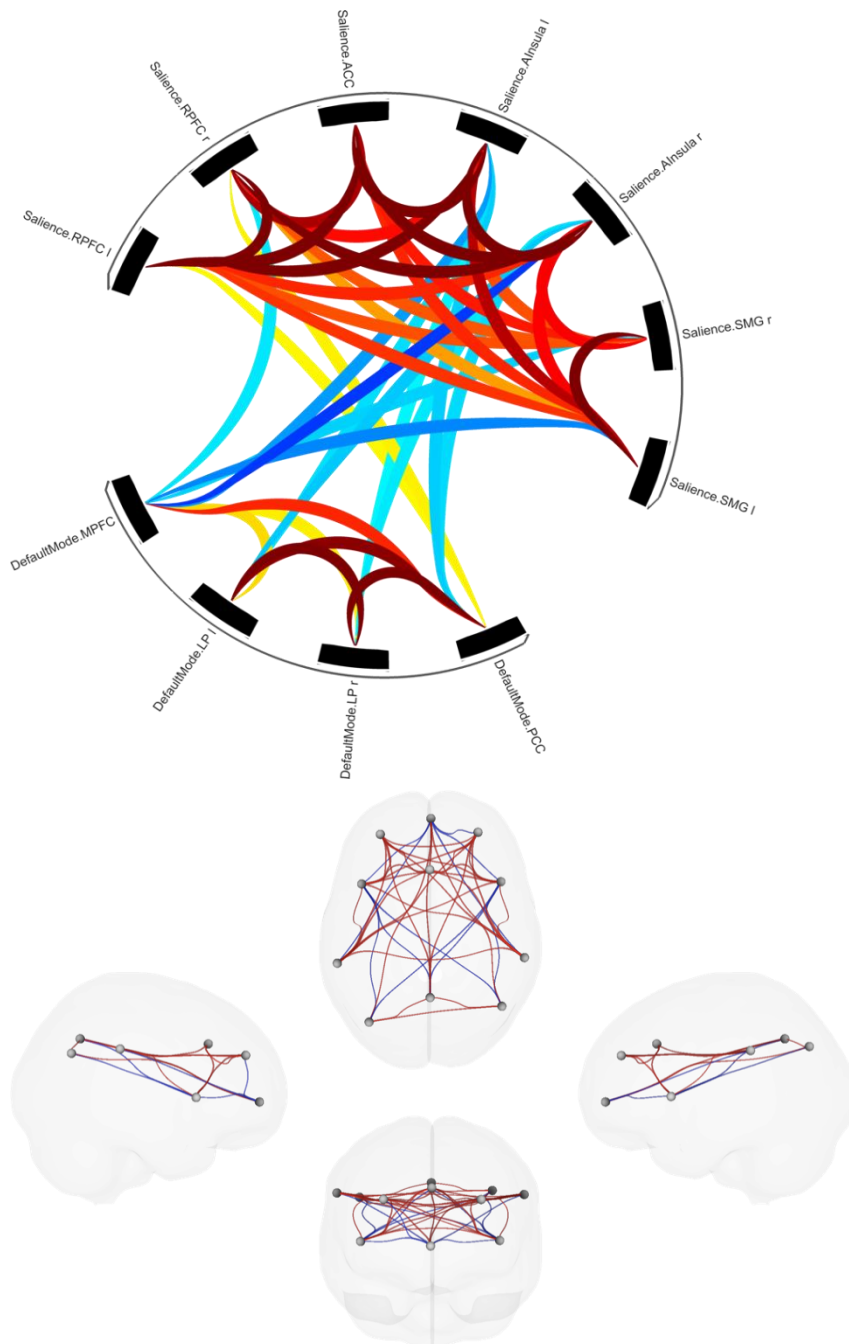 Salience.RPFC l
Salience.RPFC r
Salience.ACC
Salience.AInsula l
Salience.AInsula r
Salience.SMG r
Salience.SMG l
DefaultMode.PCC
DefaultMode.LP r
DefaultMode.LP l
DefaultMode.MPFC